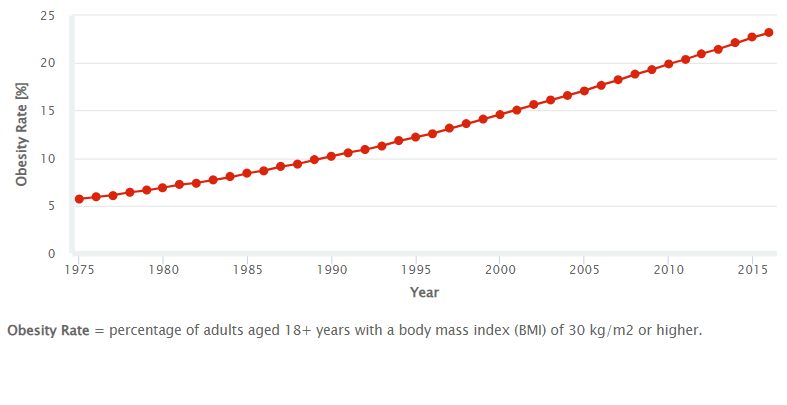 25
20
15
10
5
0
Obesity Rate [%]
1975 1980 1985 1990 1995 2000 2005 2010 2015
Year
Obesity Rate = percentage of adults aged 18+ years with a body mass index (BMI) of 30 kg/m2 or higher.